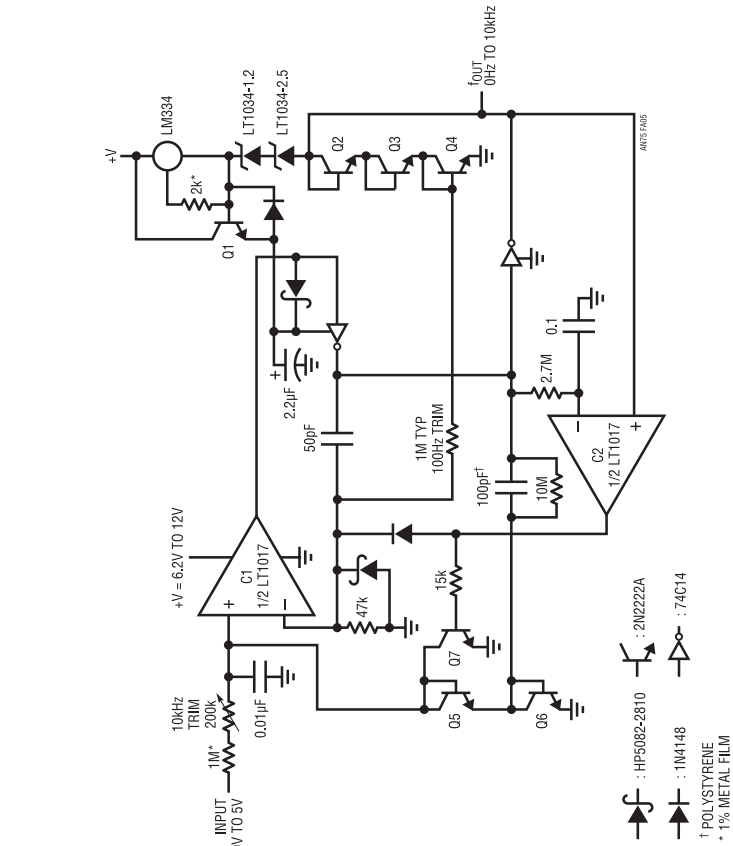 +V
LM334
2k*
LT1034-1.2
LT1034-2.5
Q1
Q2
Q3
Q4
fOUT
0Hz TO 10kHz
AN75 FA05
+
2.2µF
50pF
1M TYP
100Hz TRIM
0.1
2.7M
100pF†
10M
–
+
C2
1/2 LT1017
+V = 6.2V TO 12V
+
–
C1
1/2 LT1017
47k
15k
Q7
Q5
Q6
10kHz
TRIM
200k
1M*
0.01µF
INPUT
0V TO 5V
: HP5082-2810
: 2N2222A
: 1N4148
: 74C14
† POLYSTYRENE
* 1% METAL FILM